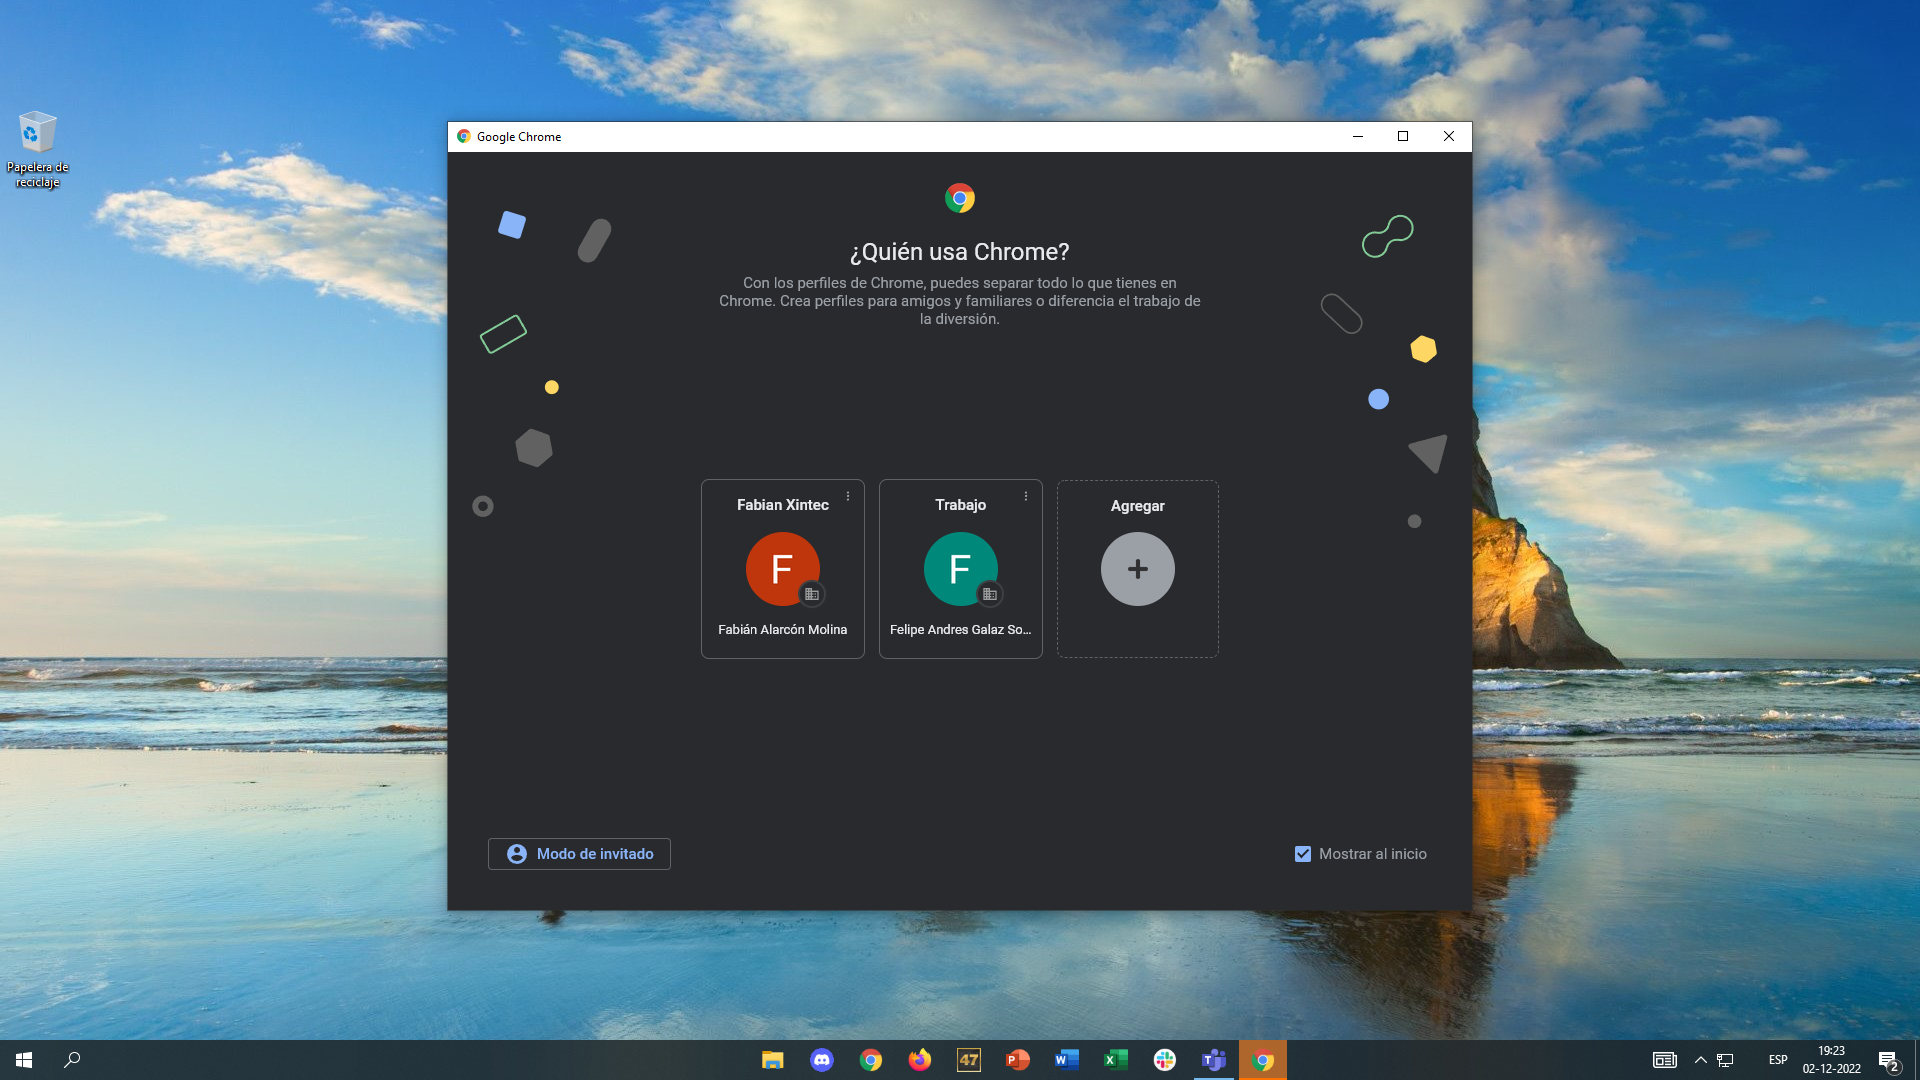 Papelera de
reciclaje
Google Chrome
¿Quién usa Chrome?
Con los perfiles de Chrome, puedes separar todo lo que tienes en
Chrome. Crea perfiles para amigos y familiares o diferencia el trabajo de
la diversión.
Fabian Xintec
Trabajo
Agregar
F
F
Fabián Alarcón Molina
Felipe Andres Galaz So...
Modo de invitado
Mostrar al inicio
47
P
W
X
T
ESP
19:23
02-12-2022
2